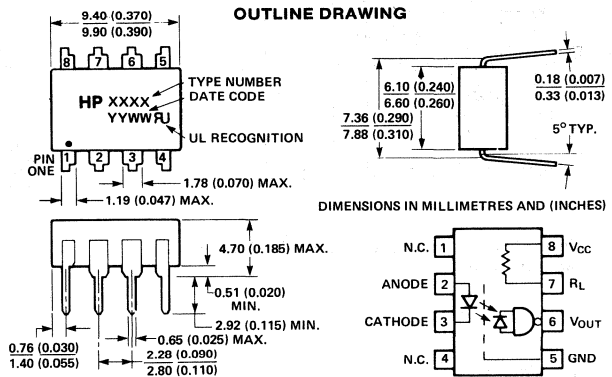 OUTLINE DRAWING
9.40 (0.370)
9.90 (0.390)
8 7 6 5
HP XXXX
YYWW RU
TYPE NUMBER
DATE CODE
UL RECOGNITION
PIN
ONE
1 2 3 4
1.78 (0.070) MAX.
1.19 (0.047) MAX.
6.10 (0.240)
6.60 (0.260)
7.36 (0.290)
7.88 (0.310)
0.18 (0.007)
0.33 (0.013)
5° TYP.
DIMENSIONS IN MILLIMETRES AND (INCHES)
4.70 (0.185) MAX.
0.51 (0.020)
MIN.
2.92 (0.115) MIN.
0.65 (0.025) MAX.
0.76 (0.030)
1.40 (0.055)
2.28 (0.090)
2.80 (0.110)
N.C. 1
8 VCC
ANODE 2
7 RL
CATHODE 3
6 VOUT
N.C. 4
5 GND